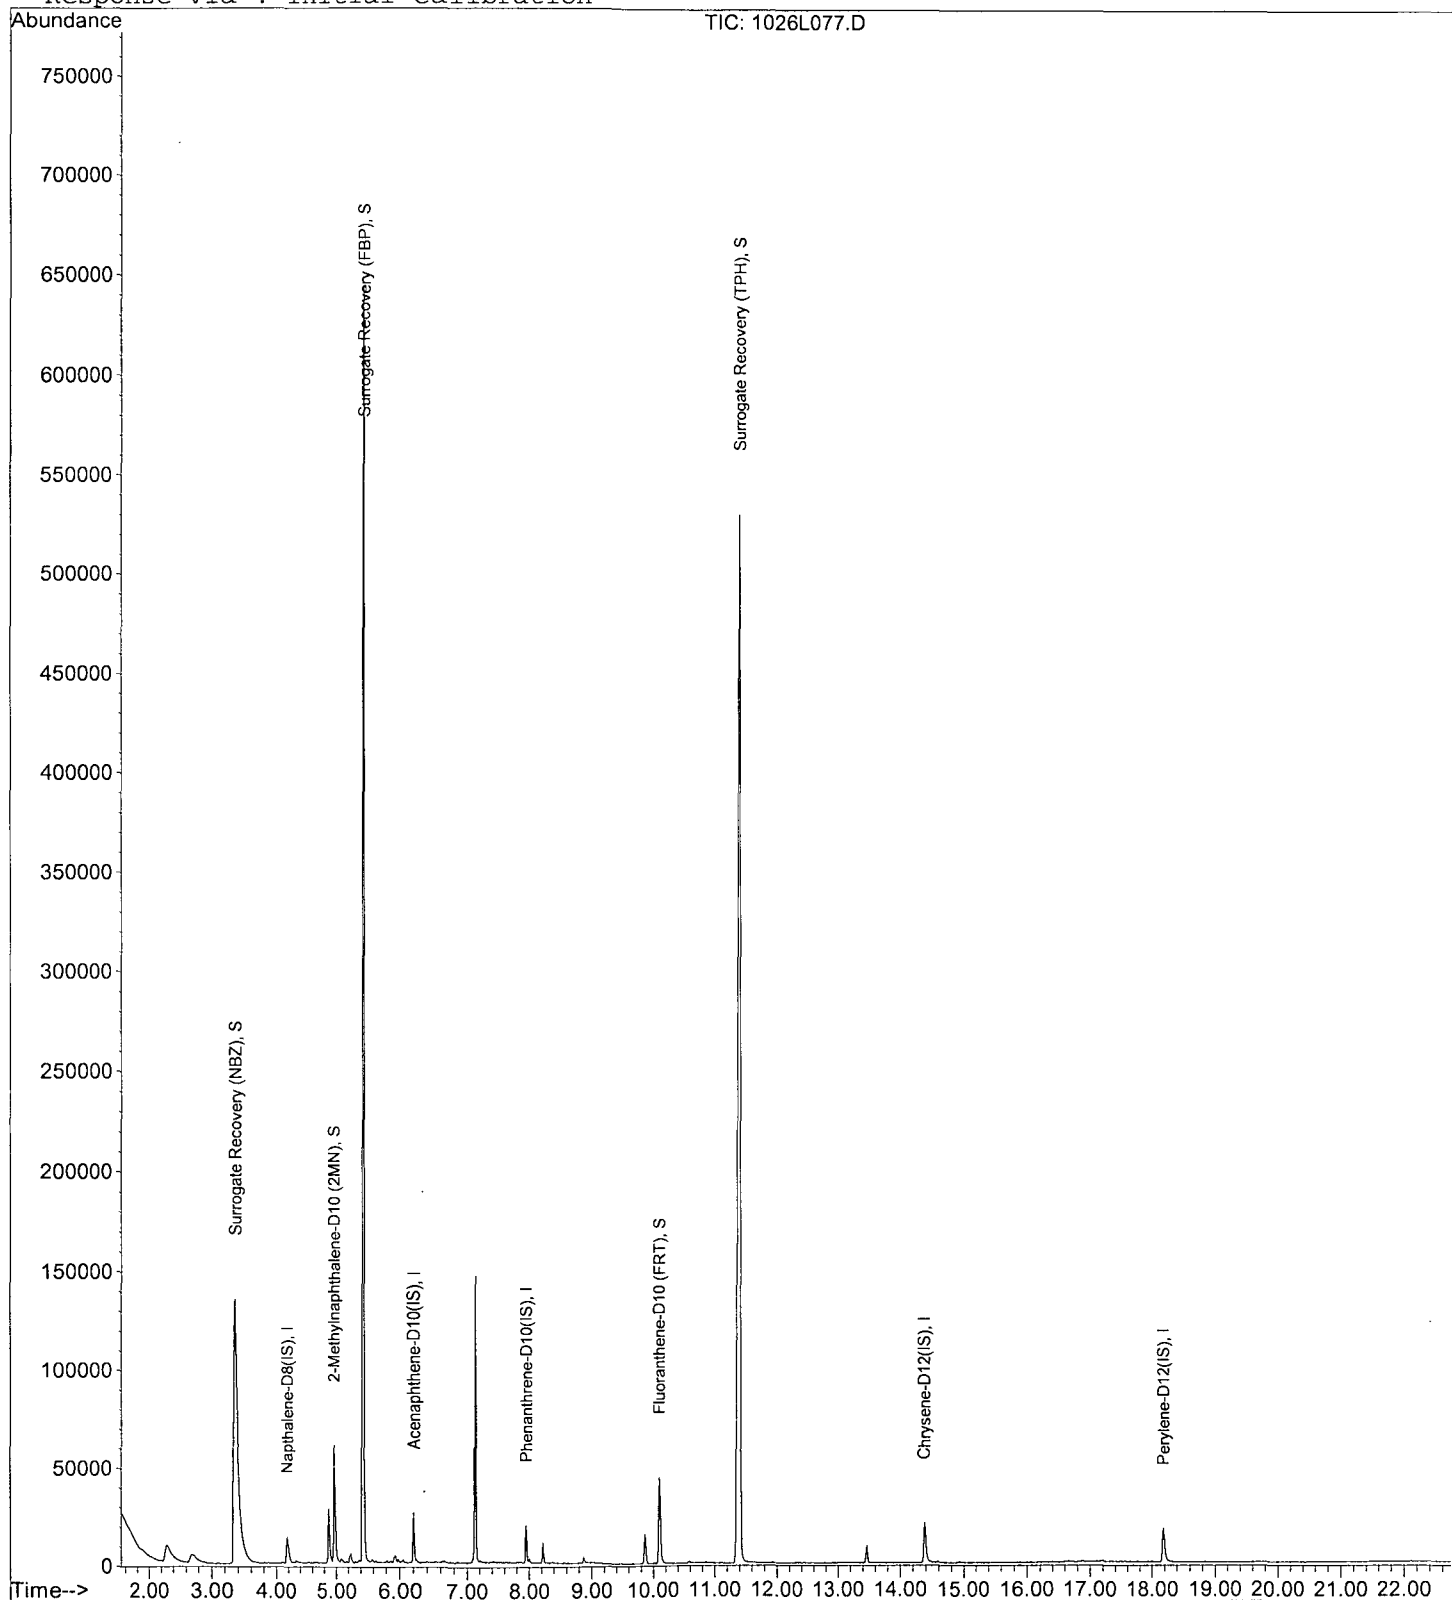 Response via : Initial Calibration
Abundance
TIC: 1026L077.D
750000
700000
650000
600000
550000
500000
450000
400000
350000
300000
250000
200000
150000
100000
50000
0
Surrogate Recovery (NBZ), S
Napthalene-D8(IS), I
2-Methylnaphthalene-D10 (2MN), S
Surrogate Recovery (FBP), S
Acenaphthene-D10(IS), I
Phenanthrene-D10(IS), I
Fluoranthene-D10 (FRT), S
Surrogate Recovery (TPH), S
Chrysene-D12(IS), I
Perylene-D12(IS), I
Time--> 2.00 3.00 4.00 5.00 6.00 7.00 8.00 9.00 10.00 11.00 12.00 13.00 14.00 15.00 16.00 17.00 18.00 19.00 20.00 21.00 22.00